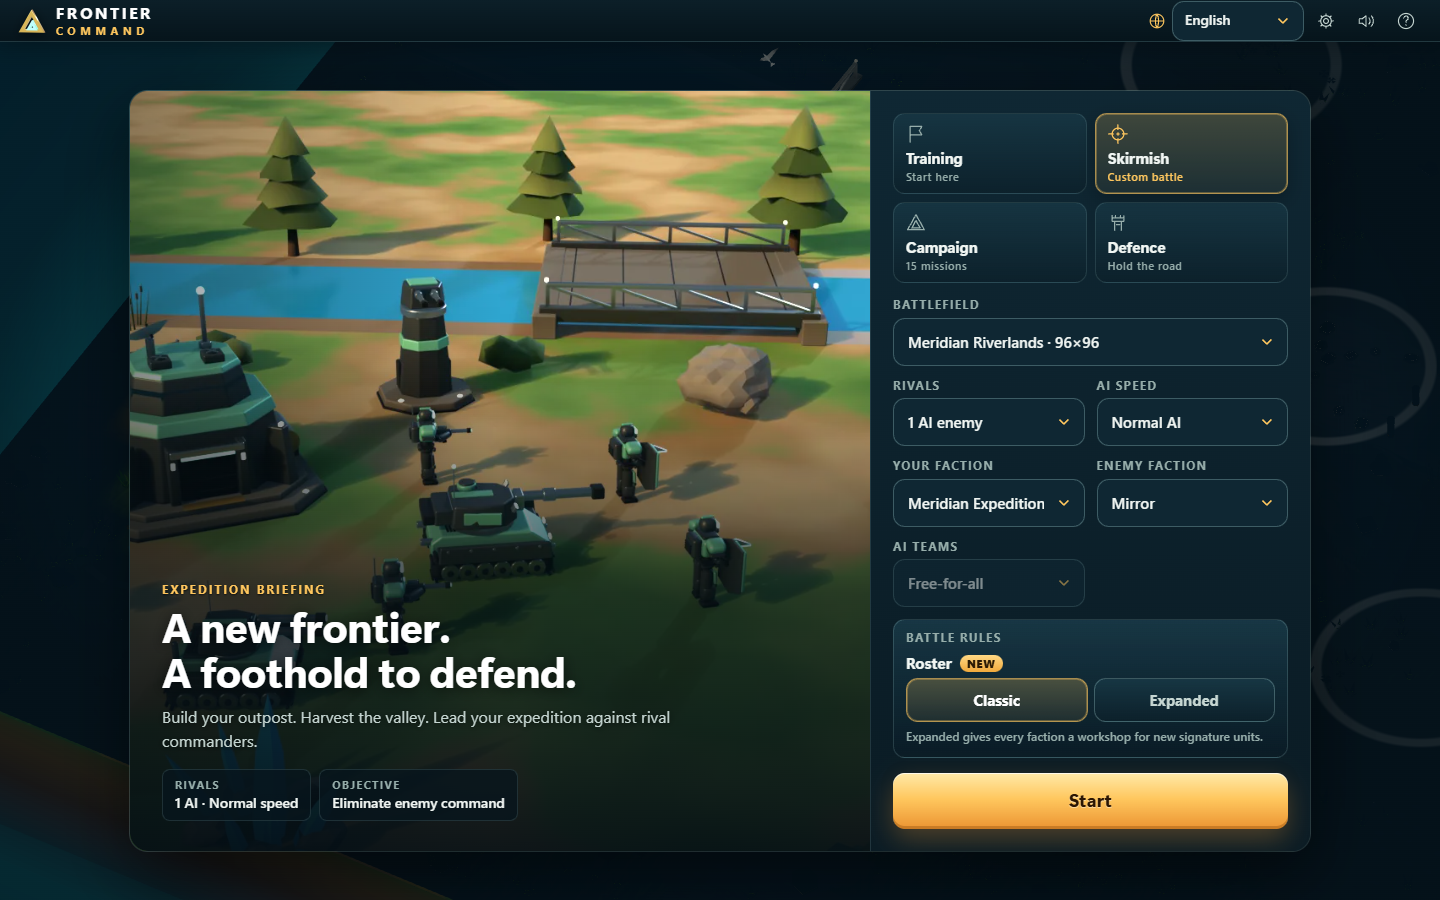 FRONTIER
COMMAND
English
Training
Start here
Skirmish
Custom battle
Campaign
15 missions
Defence
Hold the road
BATTLEFIELD
Meridian Riverlands · 96×96
RIVALS
AI SPEED
1 AI enemy
Normal AI
YOUR FACTION
ENEMY FACTION
Meridian Expedition
Mirror
AI TEAMS
Free-for-all
BATTLE RULES
Roster NEW
Classic
Expanded
Expanded gives every faction a workshop for new signature units.
Start
EXPEDITION BRIEFING
A new frontier.
A foothold to defend.
Build your outpost. Harvest the valley. Lead your expedition against rival
commanders.
RIVALS
1 AI · Normal speed
OBJECTIVE
Eliminate enemy command